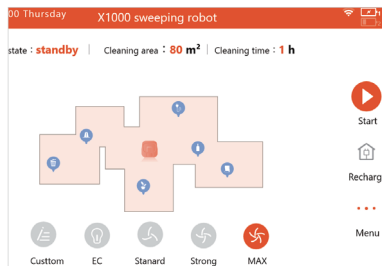 00 Thursday
X1000 sweeping robot
state : standby
Cleaning area : 80 m²
Cleaning time : 1 h
Start
Recharg
Menu
Custtom
EC
Stanard
Strong
MAX